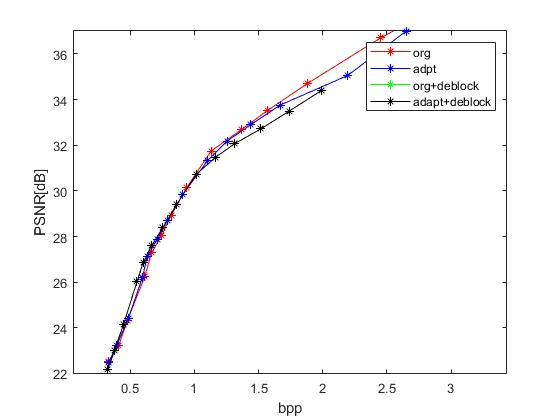 36
34
32
30
28
26
24
22
PSNR[dB]
0.5
1
1.5
2
2.5
3
bpp
org
adpt
org+deblock
adapt+deblock